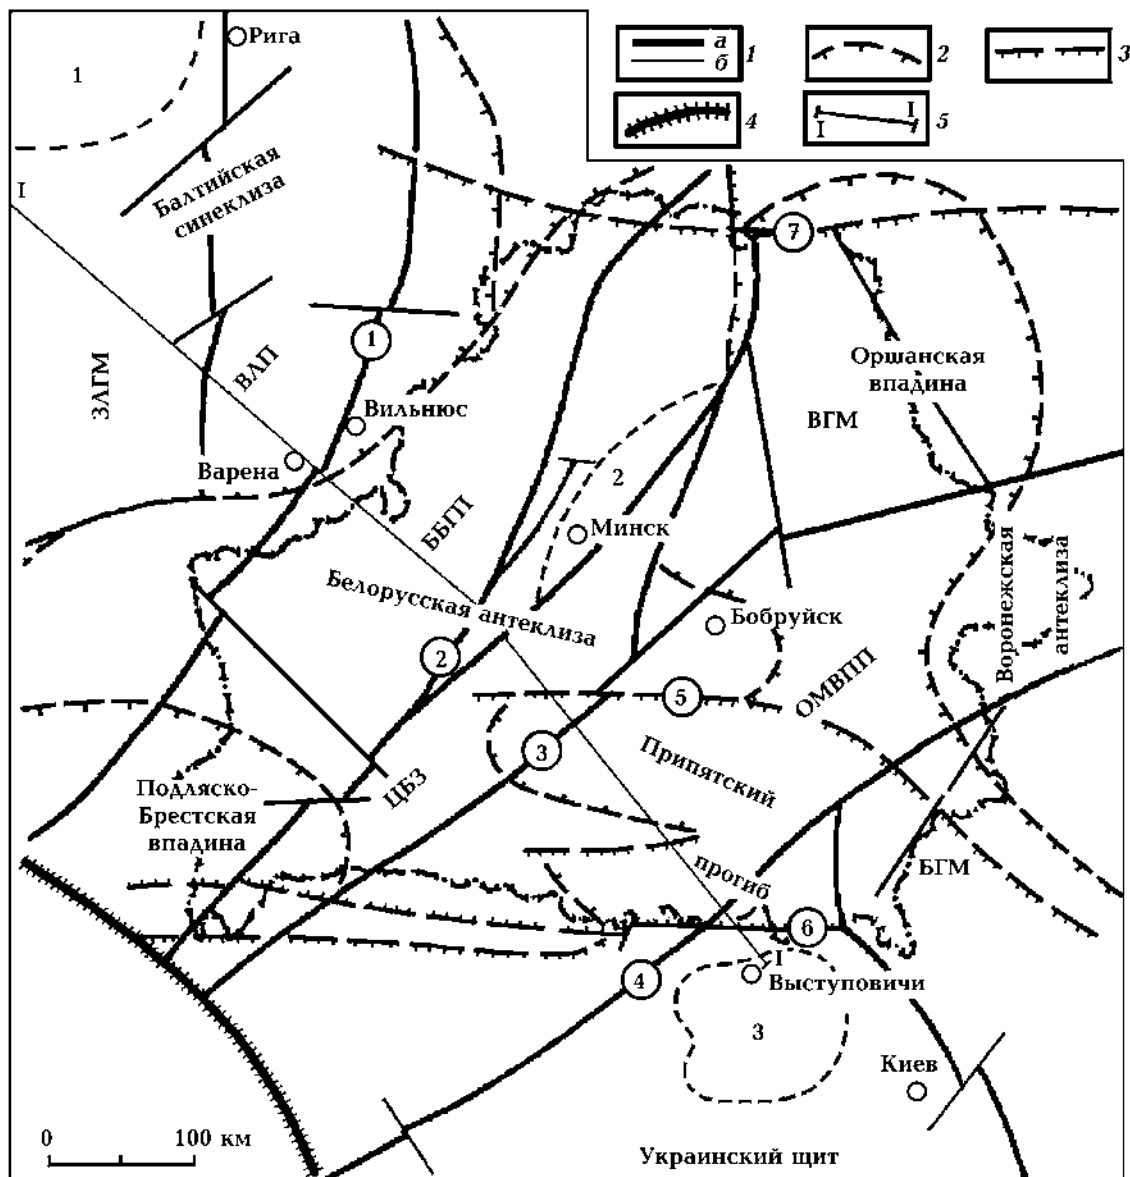 Рига
а
б
1
2
3
I
I
4
5
1
Балтийская
синеклиза
I
7
1
ЗЛГМ
ВЛП
Вильнюс
Варена
Оршанская
впадина
ВГМ
2
Минск
ББГП
Белорусская антеклиза
Бобруйск
Воронежская
антеклиза
2
3
5
ОМВПП
Припятский
прогиб
Подляско-
Брестская
впадина
ЦБЗ
БГМ
6
4
I
Выступовичи
3
Киев
0
100 км
Украинский щит